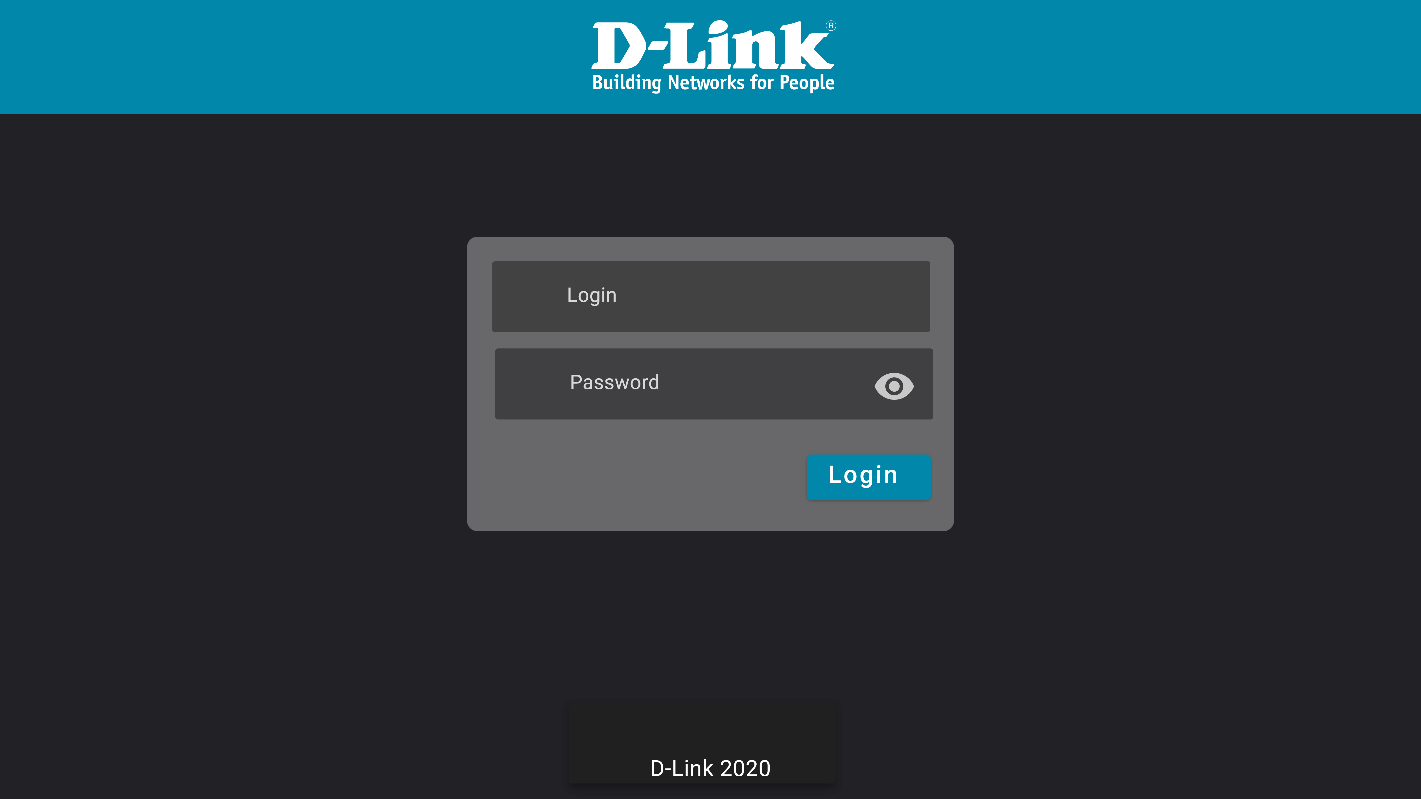 D-Link®
Building Networks for People
Login
Password
Login
D-Link 2020